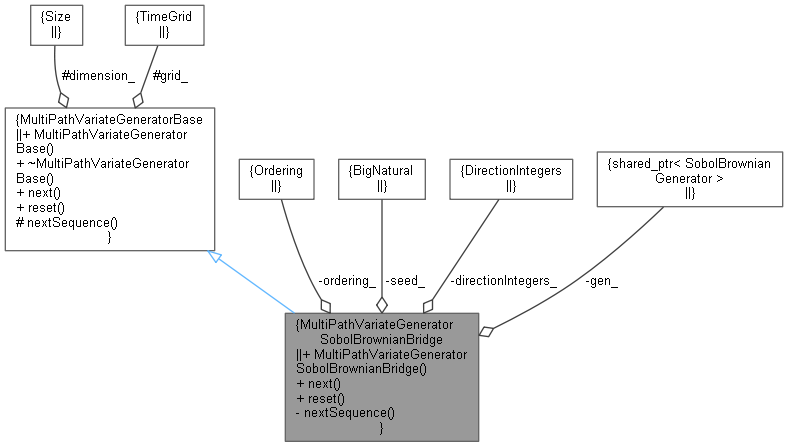 {Size
||}
{TimeGrid
||}
#dimension_
#grid_
{MultiPathVariateGeneratorBase
||+ MultiPathVariateGenerator
Base()
+ ~MultiPathVariateGenerator
Base()
+ next()
+ reset()
# nextSequence()
}
{Ordering
||}
{BigNatural
||}
{DirectionIntegers
||}
{shared_ptr< SobolBrownian
Generator >
||}
-ordering_
-seed_
-directionIntegers_
-gen_
{MultiPathVariateGenerator
SobolBrownianBridge
||+ MultiPathVariateGenerator
SobolBrownianBridge()
+ next()
+ reset()
- nextSequence()
}